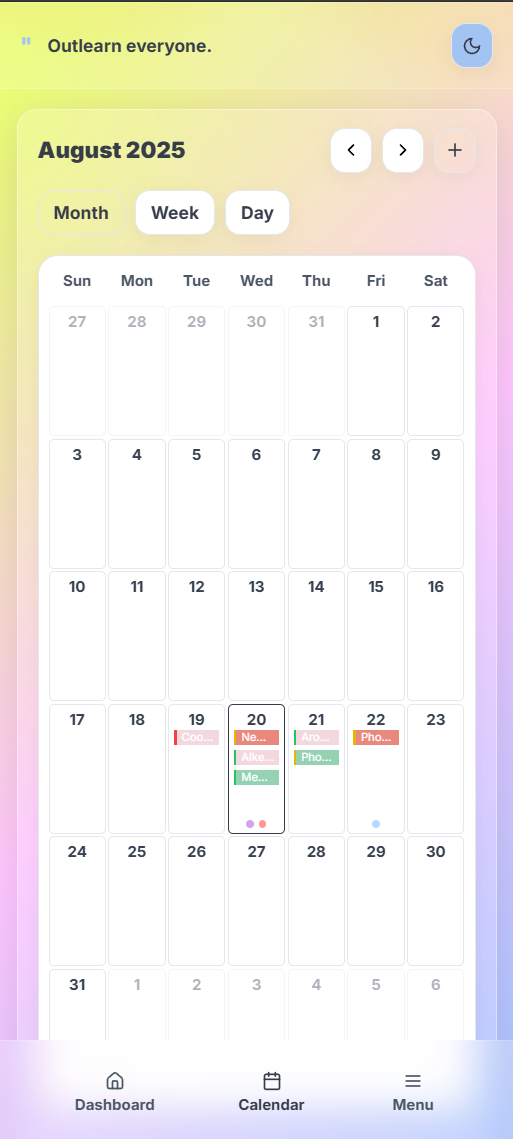 " Outlearn everyone.
August 2025
Month Week Day
Sun Mon Tue Wed Thu Fri Sat
27 28 29 30 31 1 2
3 4 5 6 7 8 9
10 11 12 13 14 15 16
17 18 19 20 21 22 23
Coo... Ne... Aro... Pho...
Alke... Pho...
Me...
24 25 26 27 28 29 30
31 1 2 3 4 5 6
Dashboard Calendar Menu